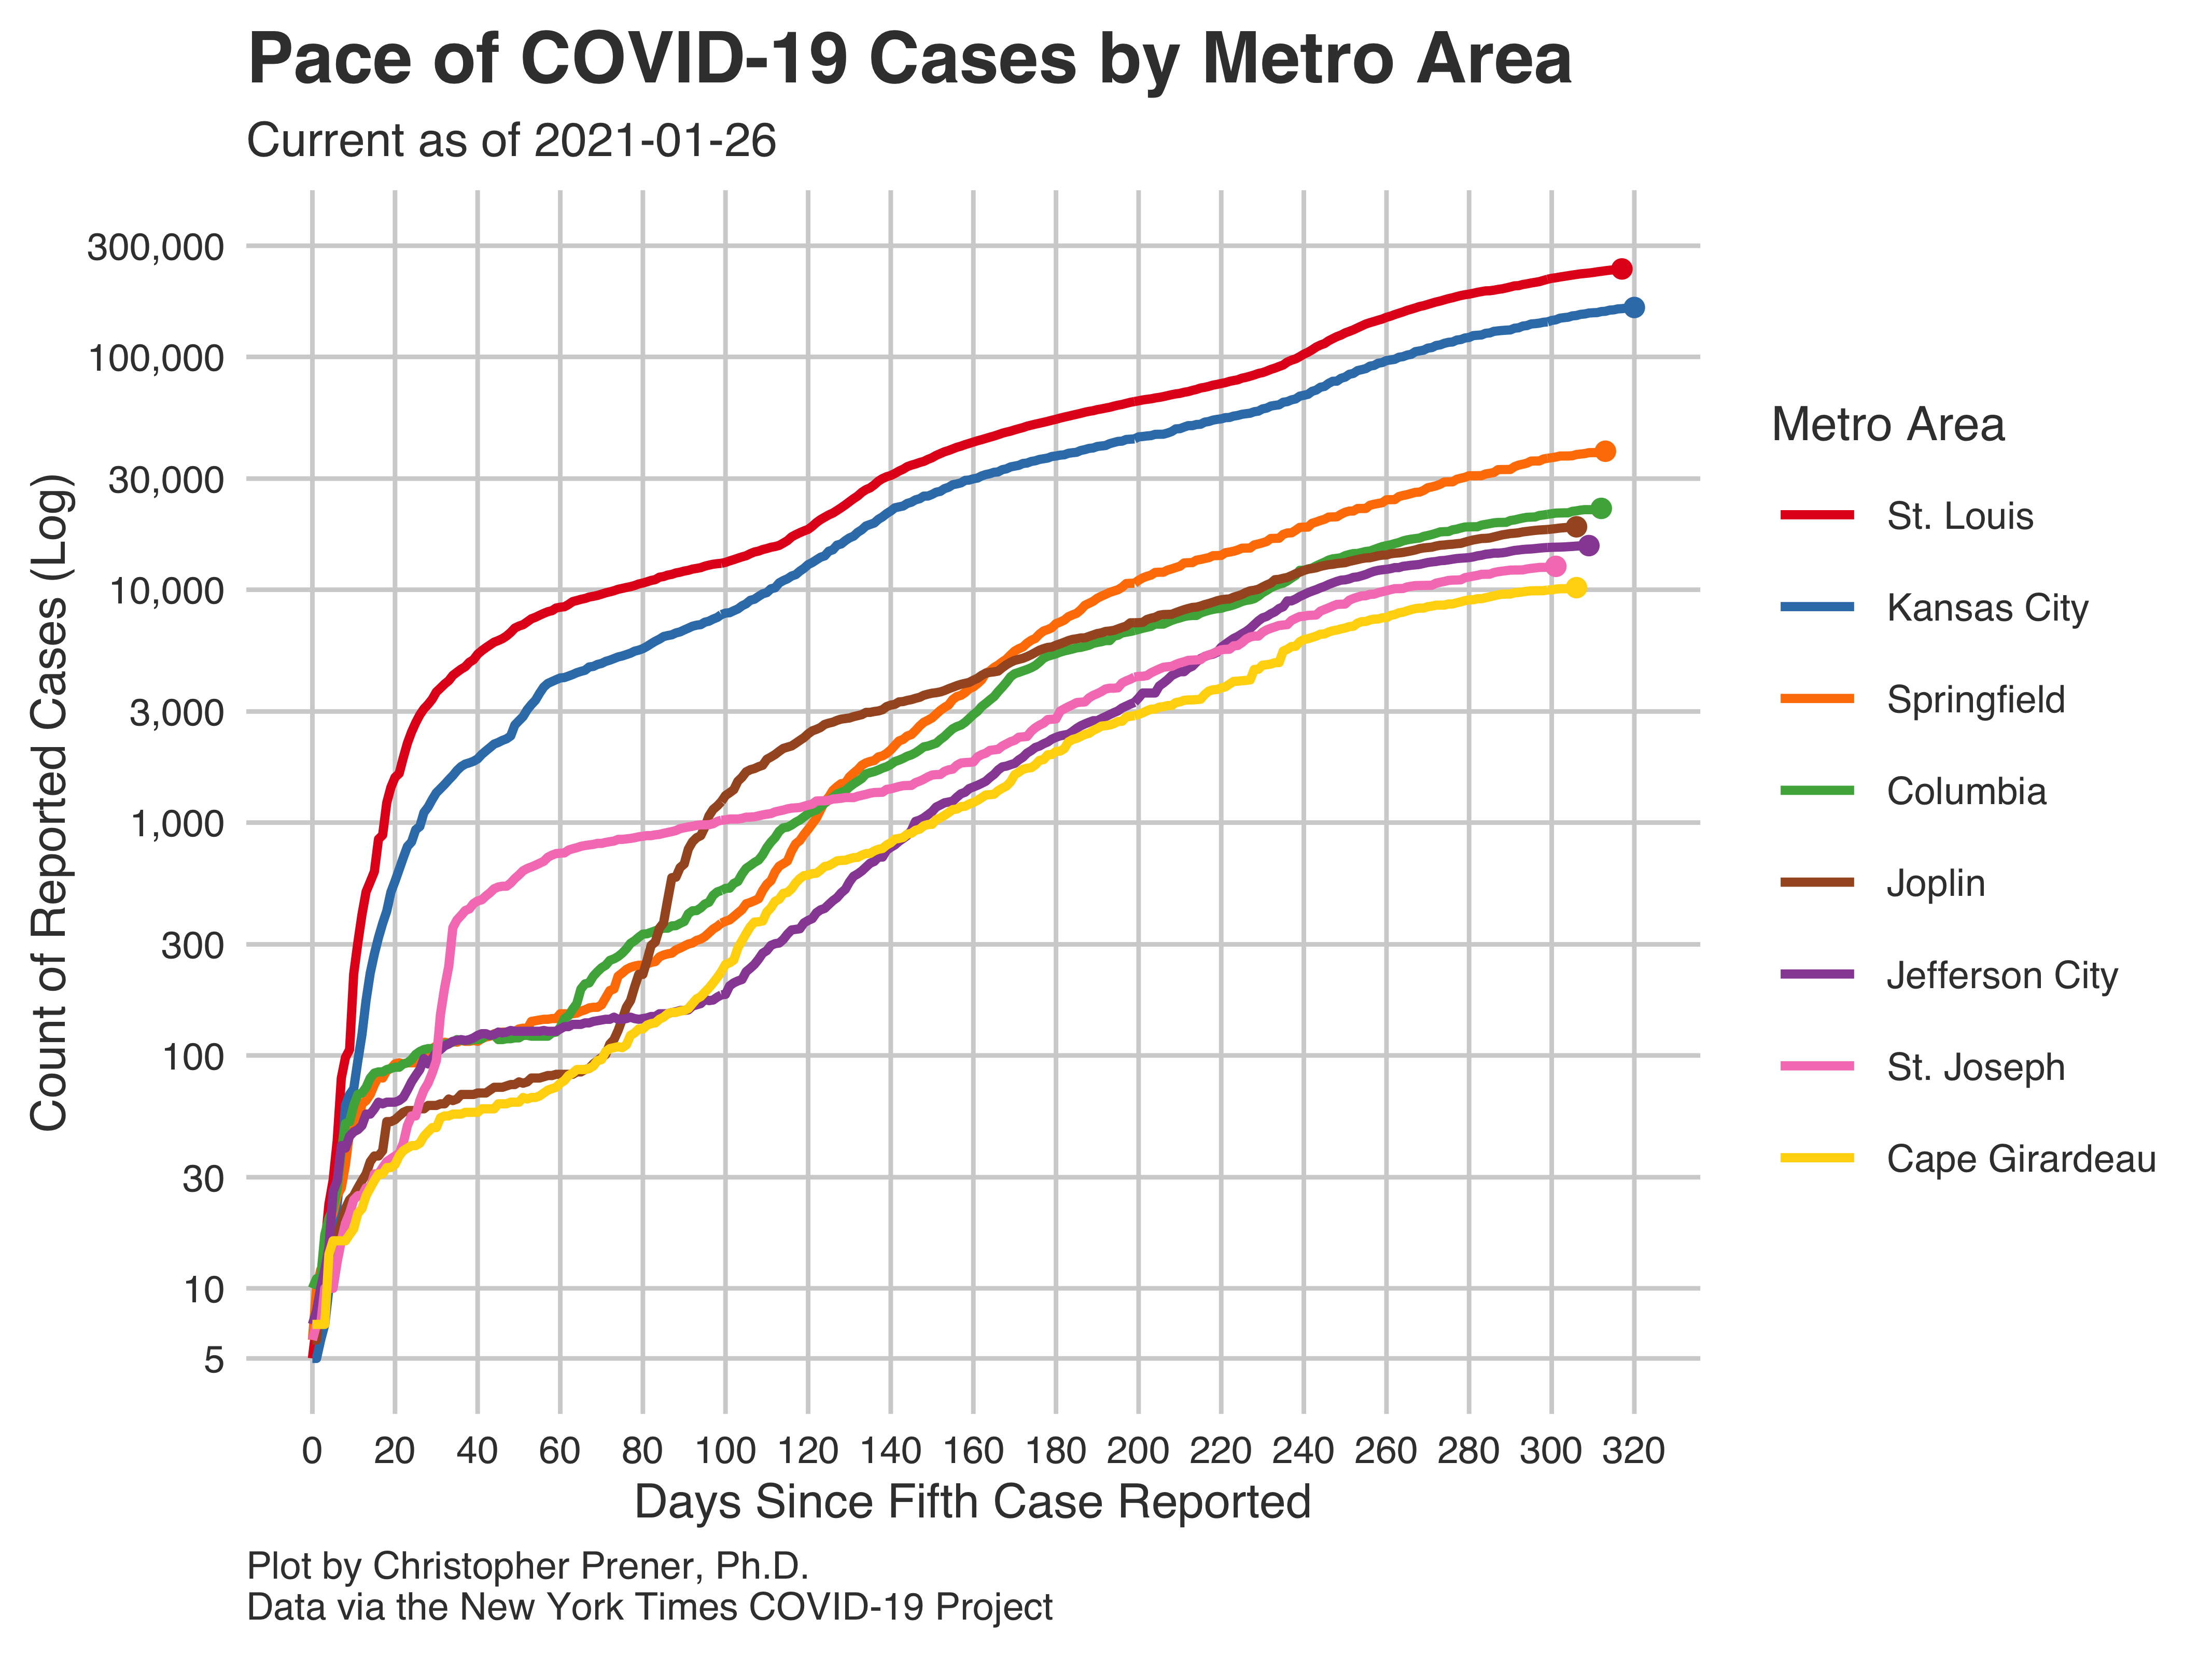 Pace of COVID-19 Cases by Metro Area
Current as of 2021-01-26
Count of Reported Cases (Log)
300,000
100,000
30,000
10,000
3,000
1,000
300
100
30
10
5
0 20 40 60 80 100 120 140 160 180 200 220 240 260 280 300 320
Days Since Fifth Case Reported
Metro Area
St. Louis
Kansas City
Springfield
Columbia
Joplin
Jefferson City
St. Joseph
Cape Girardeau
Plot by Christopher Prener, Ph.D.
Data via the New York Times COVID-19 Project